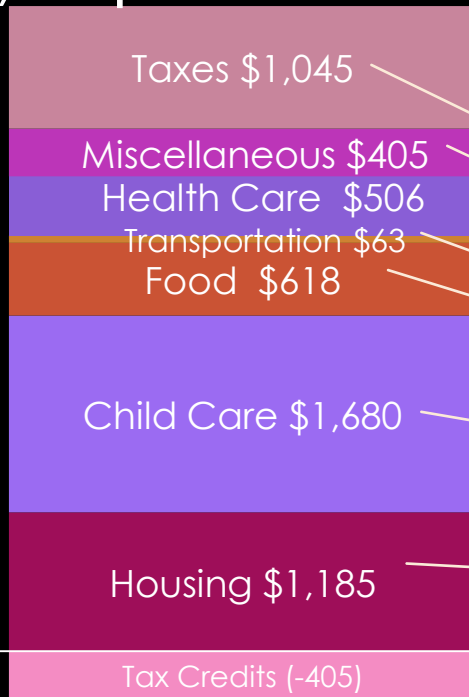 Taxes $1,045
Miscellaneous $405
Health Care $506
Transportation $63
Food $618
Child Care $1,680
Housing $1,185
Tax Credits (-405)